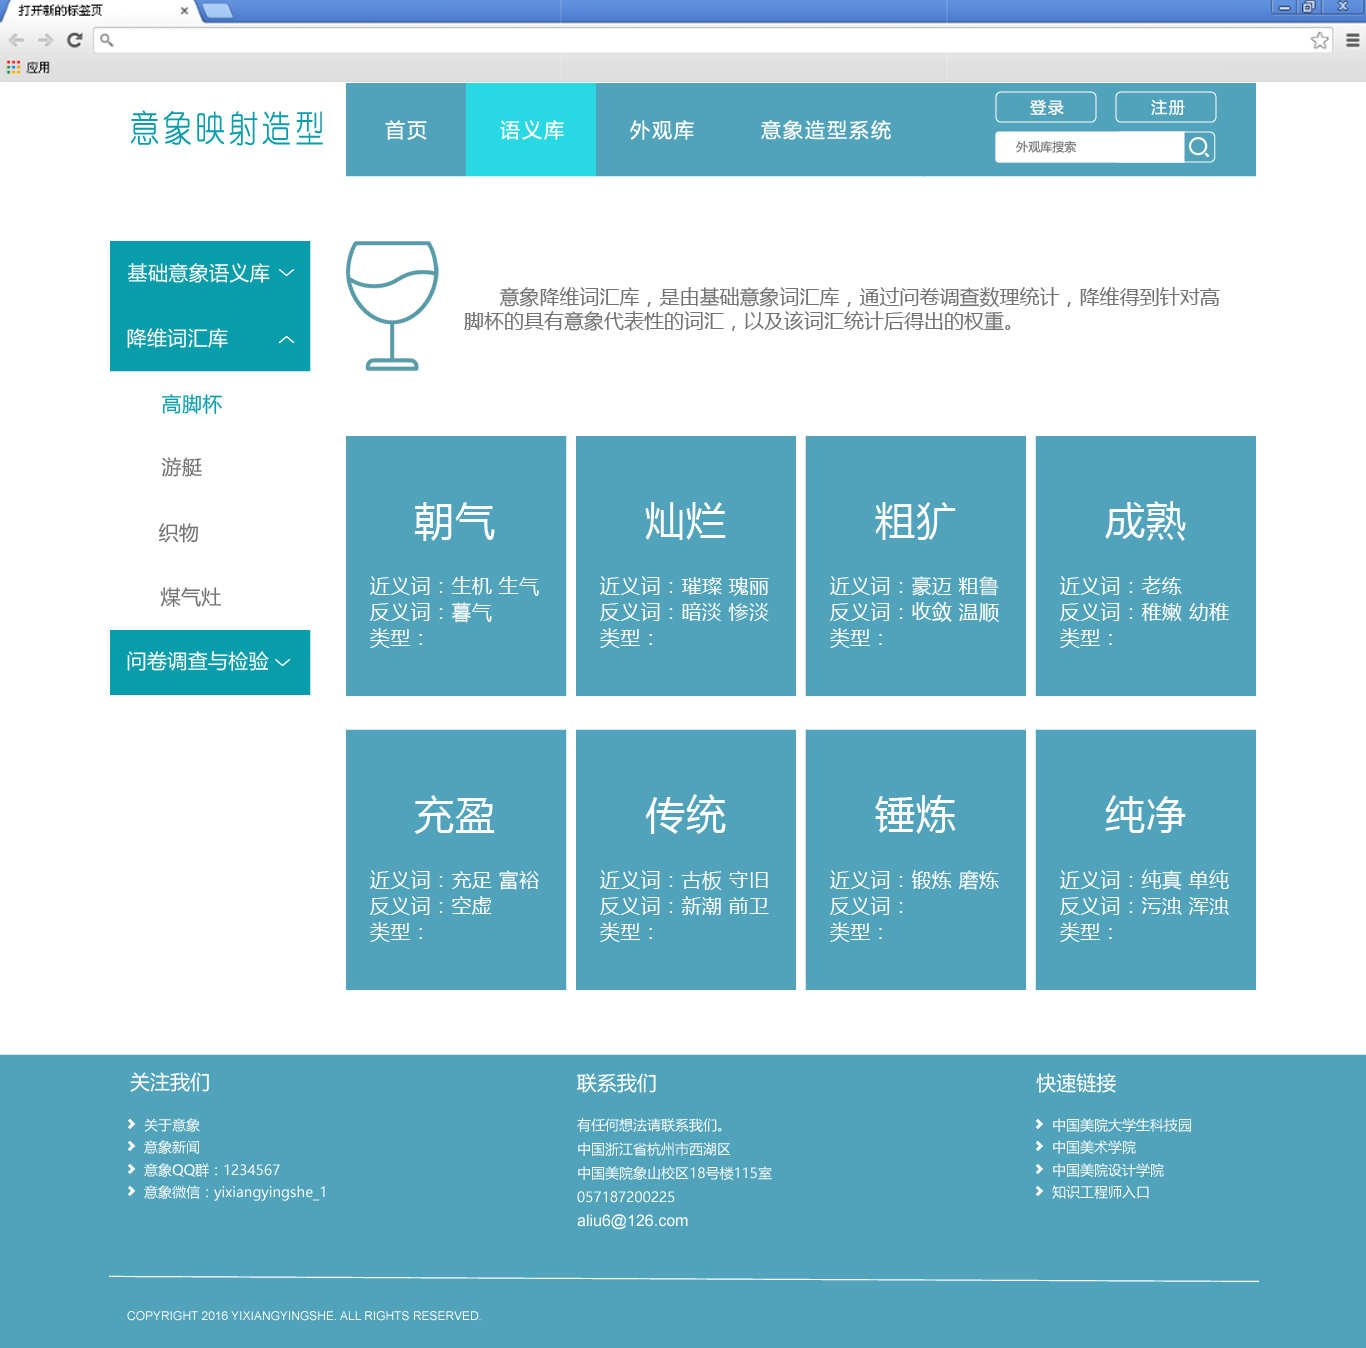 打开新的标签页
应用
意象映射造型
首页
语义库
外观库
意象造型系统
登录
注册
外观库搜索
基础意象语义库
降维词汇库
高脚杯
游艇
织物
煤气灶
问卷调查与检验
意象降维词汇库，是由基础意象词汇库，通过问卷调查数理统计，降维得到针对高
脚杯的具有意象代表性的词汇，以及该词汇统计后得出的权重。
朝气
近义词：生机 生气
反义词：暮气
类型：
灿烂
近义词：璀璨 瑰丽
反义词：暗淡 惨淡
类型：
粗犷
近义词：豪迈 粗鲁
反义词：收敛 温顺
类型：
成熟
近义词：老练
反义词：稚嫩 幼稚
类型：
充盈
近义词：充足 富裕
反义词：空虚
类型：
传统
近义词：古板 守旧
反义词：新潮 前卫
类型：
锤炼
近义词：锻炼 磨炼
反义词：
类型：
纯净
近义词：纯真 单纯
反义词：污浊 浑浊
类型：
关注我们
关于意象
意象新闻
意象QQ群：1234567
意象微信：yixiangyingshe_1
联系我们
有任何想法请联系我们。
中国浙江省杭州市西湖区
中国美院象山校区18号楼115室
057187200225
aliu6@126.com
快速链接
中国美院大学生科技园
中国美术学院
中国美院设计学院
知识工程师入口
COPYRIGHT 2016 YIXIANGYINGSHE. ALL RIGHTS RESERVED.